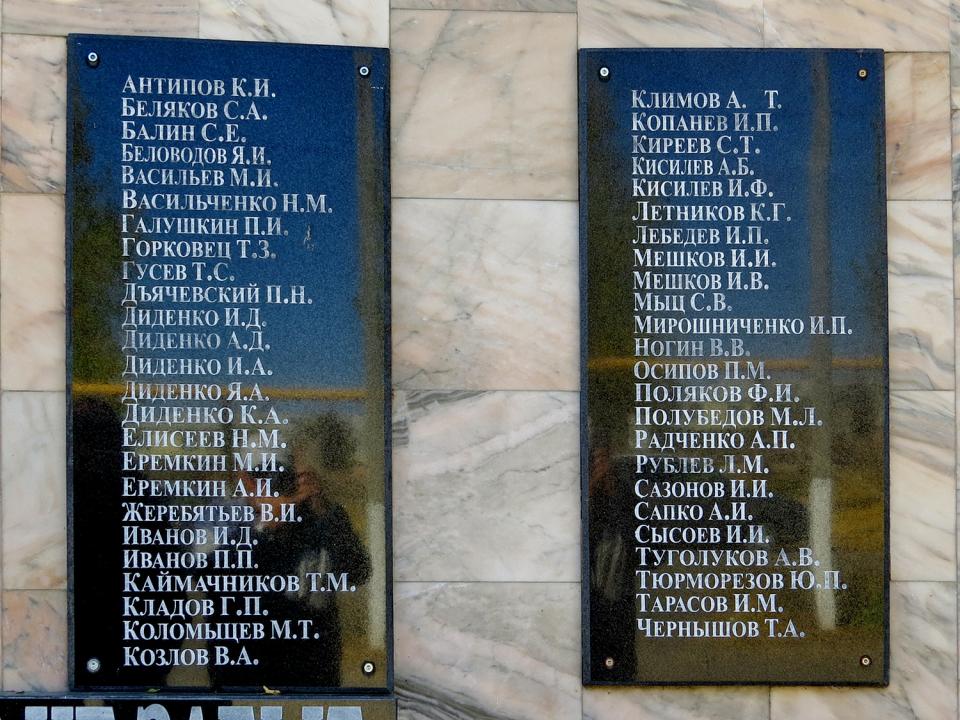 Антипов К.И.
Беляков С.А.
Балин С.Е.
Беловодов Я.И.
Васильев М.И.
Васильченко Н.М.
Галушкин П.И.
Горковец Т.З.
Гусев Т.С.
Дъячевский П.Н.
Диденко И.Д.
Диденко А.Д.
Диденко И.А.
Диденко Я.А.
Диденко К.А.
Елисеев Н.М.
Еремкин М.И.
Еремкин А.И.
Жеребятьев В.И.
Иванов И.Д.
Иванов П.П.
Каймачников Т.М.
Кладов Г.П.
Коломыцев М.Т.
Козлов В.А.
Климов А. Т.
Копанев И.П.
Киреев С.Т.
Кисилев А.Б.
Кисилев И.Ф.
Летников К.Г.
Лебедев И.П.
Мешков И.И.
Мешков И.В.
Мыц С.В.
Мирошниченко И.П.
Ногин В.В.
Осипов П.М.
Поляков Ф.И.
Полубедов М.Л.
Радченко А.П.
Рублев Л.М.
Сазонов И.И.
Сапко А.И.
Сысоев И.И.
Туголуков А.В.
Тюрморезов Ю.П.
Тарасов И.М.
Чернышов Т.А.